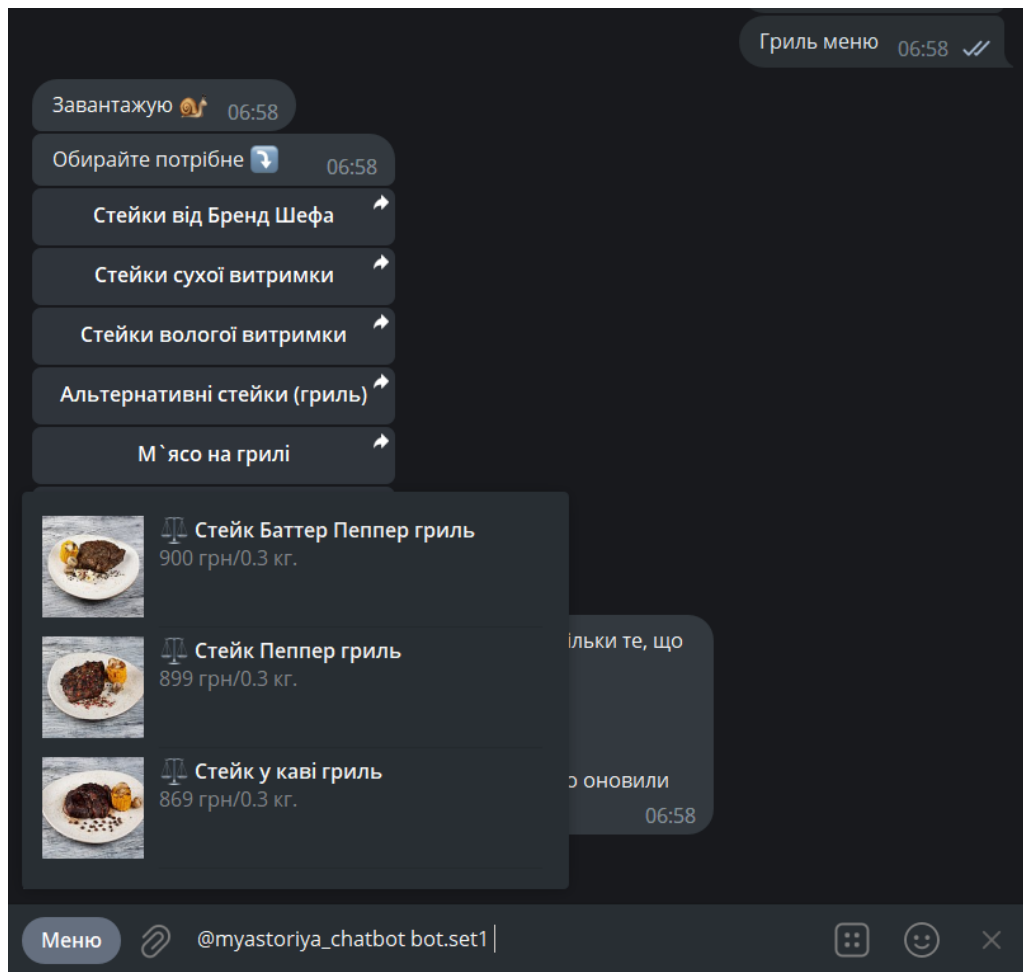 Гриль меню 06:58
Завантажую 🐌 06:58
Обирайте потрібне ⤵️ 06:58
Стейки від Бренд Шефа
Стейки сухої витримки
Стейки вологої витримки
Альтернативні стейки (гриль)
М`ясо на грилі
⚖️ Стейк Баттер Пеппер гриль
900 грн/0.3 кг.
ільки те, що
⚖️ Стейк Пеппер гриль
899 грн/0.3 кг.
⚖️ Стейк у каві гриль
869 грн/0.3 кг.
о оновили
06:58
Меню @myastoriya_chatbot bot.set1